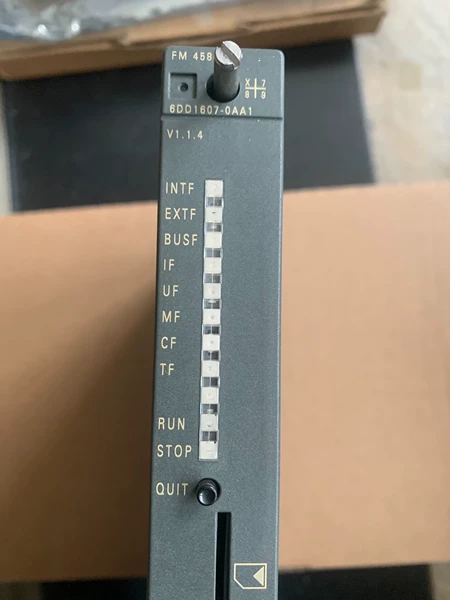 FM 458
X 7
8 9
6DD1607-0AA1
V1.1.4
INTF
EXTF
BUSF
IF
UF
MF
CF
TF
RUN
STOP
QUIT